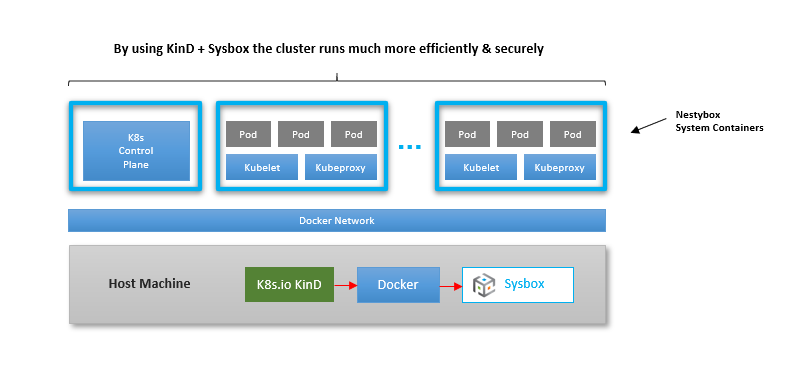 By using KinD + Sysbox the cluster runs much more efficiently & securely
Nestybox
System Containers
K8s
Control
Plane
Pod Pod Pod
Kubelet Kubeproxy
...
Pod Pod Pod
Kubelet Kubeproxy
Docker Network
Host Machine
K8s.io KinD
Docker
Sysbox